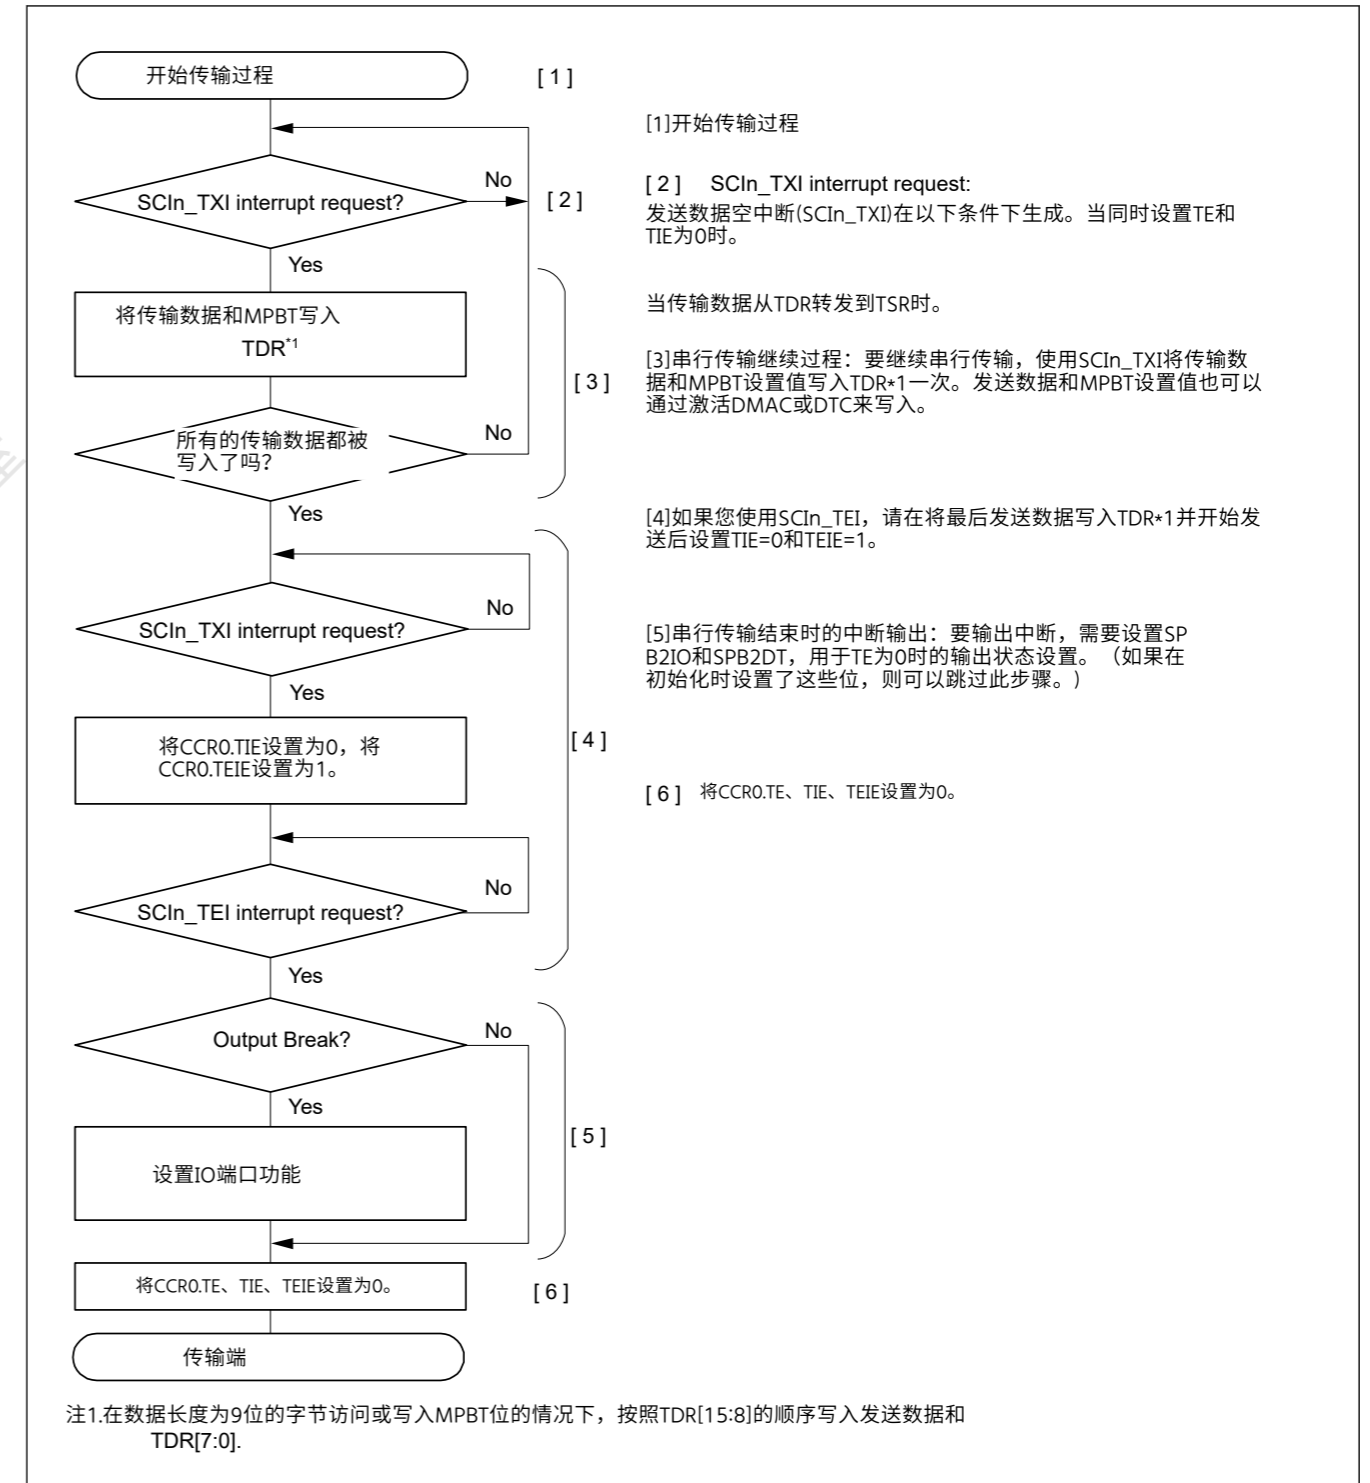 开始传输过程
[ 1 ]
[1]开始传输过程
SCIn_TXI interrupt request?
No
[ 2 ]
[ 2 ] SCIn_TXI interrupt request:
发送数据空中断(SCIn_TXI)在以下条件下生成。当同时设置TE和
TIE为0时。
Yes
将传输数据和MPBT写入
TDR*1
当传输数据从TDR转发到TSR时。
[ 3 ]
[3]串行传输继续过程：要继续串行传输，使用SCIn_TXI将传输数
据和MPBT设置值写入TDR*1一次。发送数据和MPBT设置值也可以
通过激活DMAC或DTC来写入。
所有的传输数据都被
写入了吗？
No
Yes
[4]如果您使用SCIn_TEI，请在将最后发送数据写入TDR*1并开始发
送后设置TIE=0和TEIE=1。
SCIn_TXI interrupt request?
No
[5]串行传输结束时的中断输出：要输出中断，需要设置SP
B2IO和SPB2DT，用于TE为0时的输出状态设置。（如果在
初始化时设置了这些位，则可以跳过此步骤。)
Yes
将CCR0.TIE设置为0，将
CCR0.TEIE设置为1。
[ 4 ]
[ 6 ] 将CCR0.TE、TIE、TEIE设置为0。
SCIn_TEI interrupt request?
No
Yes
Output Break?
No
Yes
[ 5 ]
设置IO端口功能
将CCR0.TE、TIE、TEIE设置为0。
[ 6 ]
传输端
注1.在数据长度为9位的字节访问或写入MPBT位的情况下，按照TDR[15:8]的顺序写入发送数据和
TDR[7:0].